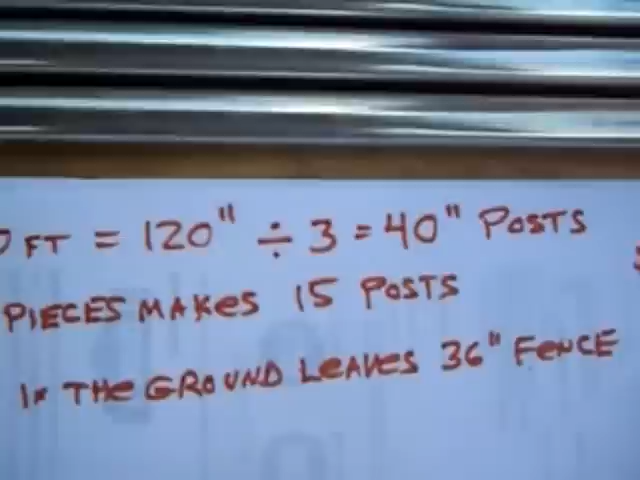 FT = 120" ÷ 3 = 40" POSTS
PIECES MAKES 15 POSTS
IN THE GROUND LEAVES 36" FENCE